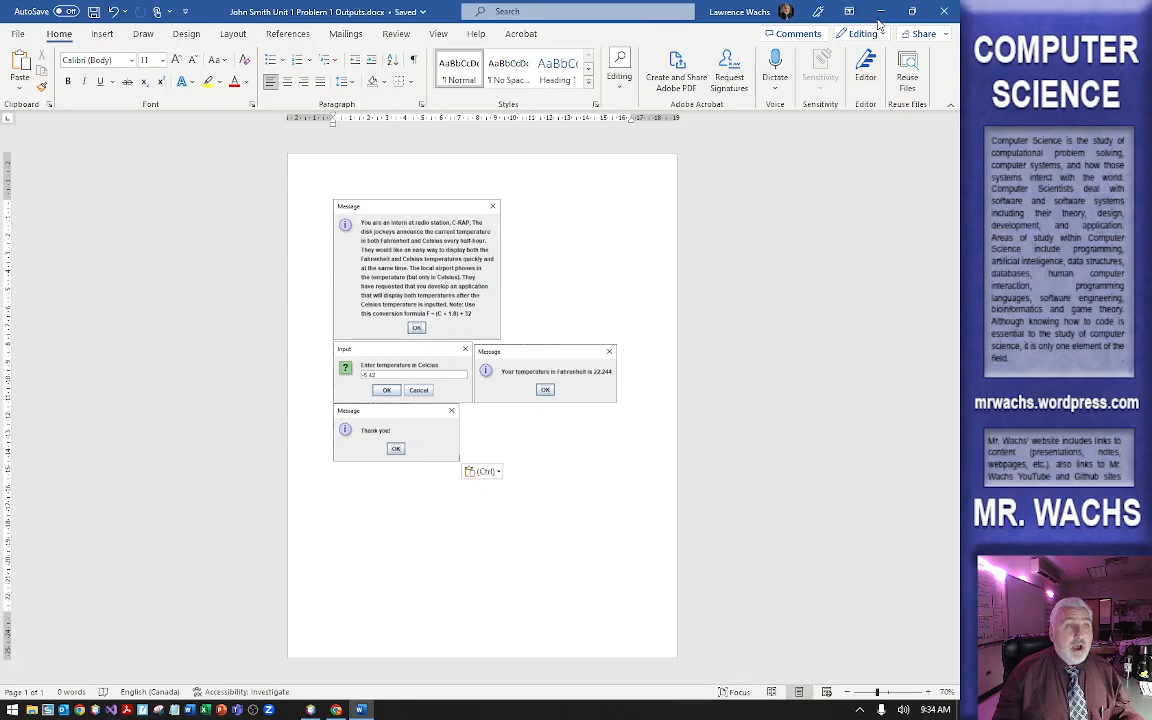 AutoSave Off John Smith Unit 1 Problem 1 Outputs.docx - Saved Search Lawrence Wachs
File Home Insert Draw Design Layout References Mailings Review View Help Acrobat Comments Editing Share
Paste
Calibri (Body) 11
AaBbCcDc AaBbCcDc AaBbCc
¶ Normal ¶ No Spac... Heading 1
Editing
Create and Share Adobe PDF
Request Signatures
Dictate
Sensitivity
Editor
Reuse Files
Clipboard Font Paragraph Styles Adobe Acrobat Voice Sensitivity Editor Reuse Files
Message
You are an intern at radio station, C-RAP, The
disk jockeys announce the current temperature
in both Fahrenheit and Celsius every half-hour.
They would like an easy way to display both the
Fahrenheit and Celsius temperatures quickly and
at the same time. The local airport phones in
the temperature (but only in Celsius). They
have requested that you develop an application
that will display both temperatures after the
Celsius temperature is inputted. Note: Use
this conversion formula F = (C × 1.8) + 32
OK
Input
Enter temperature in Celsius
-5.42
OK Cancel
Message
Your temperature in Fahrenheit is 22.244
OK
Message
Thank you!
OK
(Ctrl)
Page 1 of 1 0 words English (Canada) Accessibility: Investigate Focus 70%
9:34 AM
COMPUTER
SCIENCE
Computer Science is the study of
computational problem solving,
computer systems, and how those
systems interct with the world.
Computer Scientists deal with
software and software systems
including their theory, design,
development, and application.
Areas of study within Computer
Science include programming,
artificial intelligence, data structures,
databases, human computer
interaction, programming
languages, software engineering,
bioinformatics and game theory.
Although knowing how to code is
essential to the study of computer
science, it is only one element of the
field.
mrwachs.wordpress.com
Mr. Wachs' website includes links to
content (presentations, notes,
webpages, etc.). also links to Mr.
Wachs YouTube and Github sites
MR. WACHS